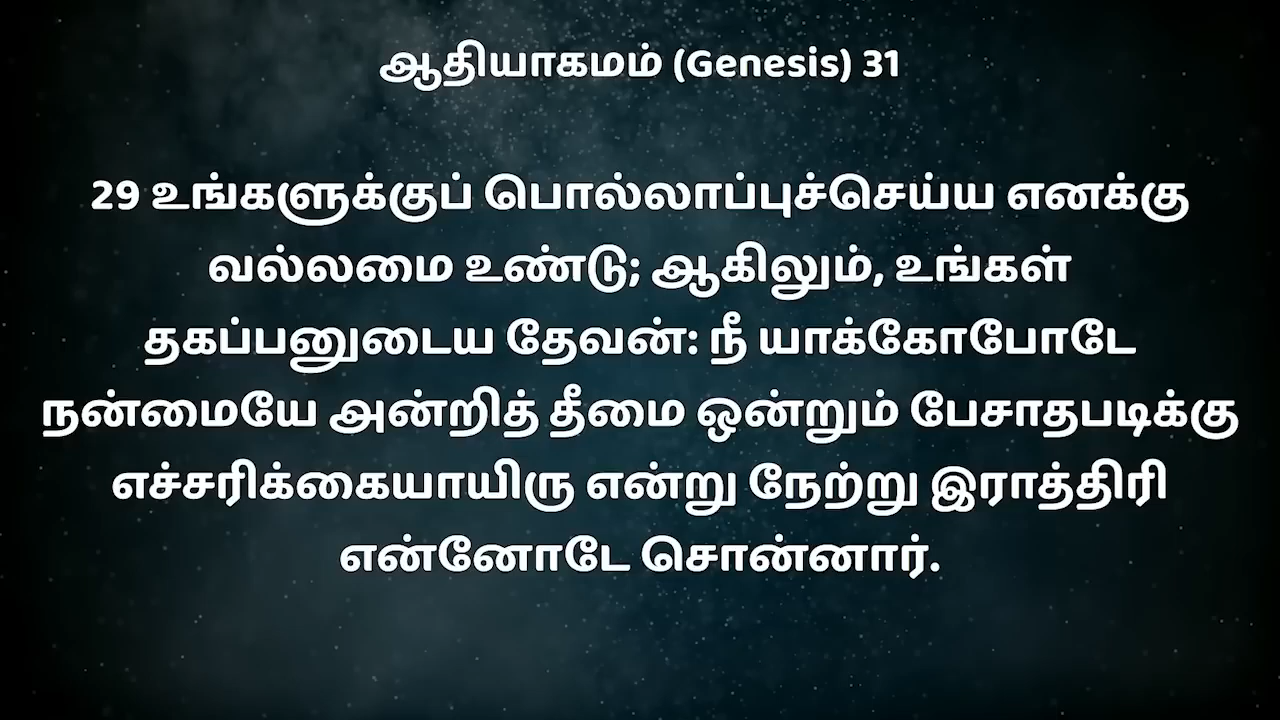 ஆதியாகமம் (Genesis) 31
29 உங்களுக்குப் பொல்லாப்புச்செய்ய எனக்கு
வல்லமை உண்டு; ஆகிலும், உங்கள்
தகப்பனுடைய தேவன்: நீ யாக்கோபோடே
நன்மையே அன்றித் தீமை ஒன்றும் பேசாதபடிக்கு
எச்சரிக்கையாயிரு என்று நேற்று இராத்திரி
என்னோடே சொன்னார்.